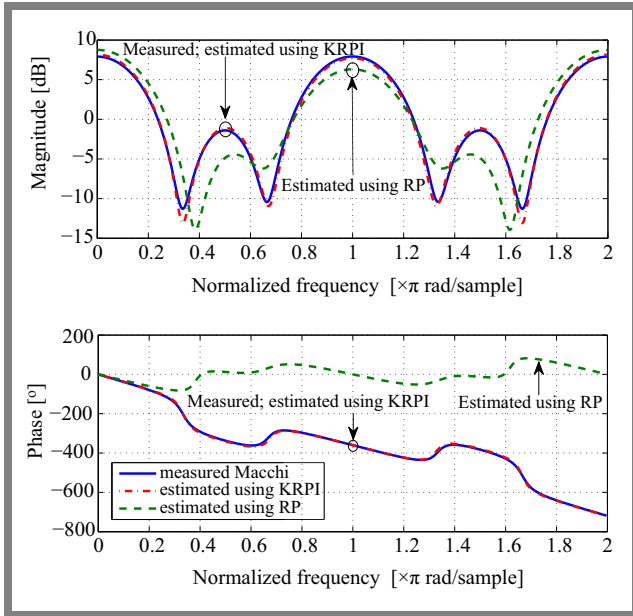 10
5
0
−5
−10
−15
Magnitude [dB]
Measured; estimated using KRPI
Estimated using RP
0 0.2 0.4 0.6 0.8 1 1.2 1.4 1.6 1.8 2
Normalized frequency [×π rad/sample]
200
0
−200
−400
−600
−800
Phase [º]
Measured; estimated using KRPI
Estimated using RP
measured Macchi
estimated using KRPI
estimated using RP
0 0.2 0.4 0.6 0.8 1 1.2 1.4 1.6 1.8 2
Normalized frequency [×π rad/sample]